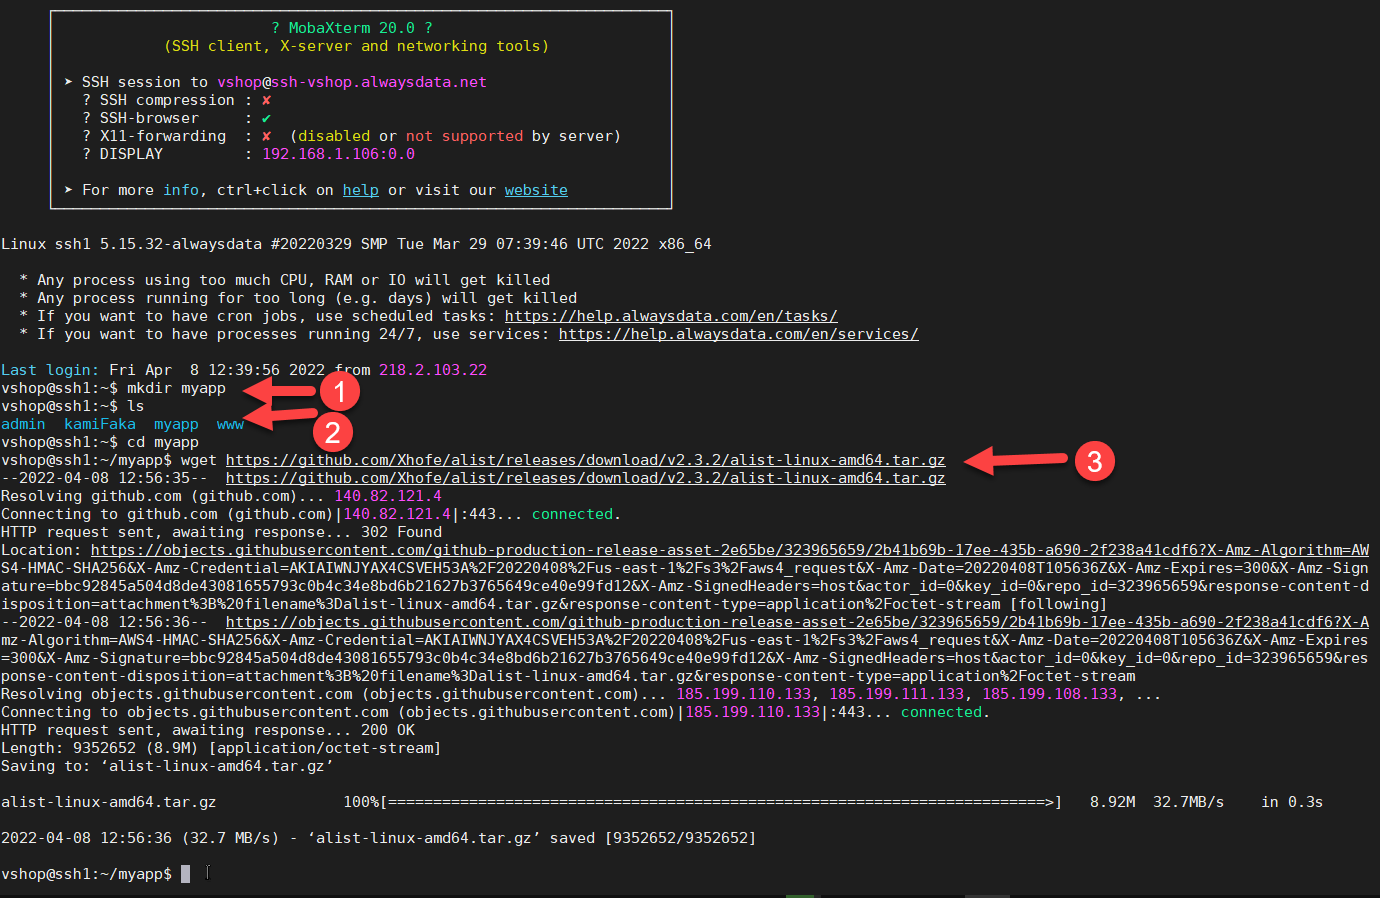 ? MobaXterm 20.0 ?
(SSH client, X-server and networking tools)
➤ SSH session to vshop@ssh-vshop.alwaysdata.net
? SSH compression : ✘
? SSH-browser     : ✔
? X11-forwarding  : ✘  (disabled or not supported by server)
? DISPLAY         : 192.168.1.106:0.0
➤ For more info, ctrl+click on help or visit our website
Linux ssh1 5.15.32-alwaysdata #20220329 SMP Tue Mar 29 07:39:46 UTC 2022 x86_64
* Any process using too much CPU, RAM or IO will get killed
* Any process running for too long (e.g. days) will get killed
* If you want to have cron jobs, use scheduled tasks: https://help.alwaysdata.com/en/tasks/
* If you want to have processes running 24/7, use services: https://help.alwaysdata.com/en/services/
Last login: Fri Apr  8 12:39:56 2022 from 218.2.103.22
vshop@ssh1:~$ mkdir myapp
1
vshop@ssh1:~$ ls
admin  kamiFaka  myapp  www
2
vshop@ssh1:~$ cd myapp
vshop@ssh1:~/myapp$ wget https://github.com/Xhofe/alist/releases/download/v2.3.2/alist-linux-amd64.tar.gz
3
--2022-04-08 12:56:35--  https://github.com/Xhofe/alist/releases/download/v2.3.2/alist-linux-amd64.tar.gz
Resolving github.com (github.com)... 140.82.121.4
Connecting to github.com (github.com)|140.82.121.4|:443... connected.
HTTP request sent, awaiting response... 302 Found
Location: https://objects.githubusercontent.com/github-production-release-asset-2e65be/323965659/2b41b69b-17ee-435b-a690-2f238a41cdf6?X-Amz-Algorithm=AW
S4-HMAC-SHA256&X-Amz-Credential=AKIAIWNJYAX4CSVEH53A%2F20220408%2Fus-east-1%2Fs3%2Faws4_request&X-Amz-Date=20220408T105636Z&X-Amz-Expires=300&X-Amz-Sign
ature=bbc92845a504d8de43081655793c0b4c34e8bd6b21627b3765649ce40e99fd12&X-Amz-SignedHeaders=host&actor_id=0&key_id=0&repo_id=323965659&response-content-d
isposition=attachment%3B%20filename%3Dalist-linux-amd64.tar.gz&response-content-type=application%2Foctet-stream [following]
--2022-04-08 12:56:36--  https://objects.githubusercontent.com/github-production-release-asset-2e65be/323965659/2b41b69b-17ee-435b-a690-2f238a41cdf6?X-A
mz-Algorithm=AWS4-HMAC-SHA256&X-Amz-Credential=AKIAIWNJYAX4CSVEH53A%2F20220408%2Fus-east-1%2Fs3%2Faws4_request&X-Amz-Date=20220408T105636Z&X-Amz-Expires
=300&X-Amz-Signature=bbc92845a504d8de43081655793c0b4c34e8bd6b21627b3765649ce40e99fd12&X-Amz-SignedHeaders=host&actor_id=0&key_id=0&repo_id=323965659&res
ponse-content-disposition=attachment%3B%20filename%3Dalist-linux-amd64.tar.gz&response-content-type=application%2Foctet-stream
Resolving objects.githubusercontent.com (objects.githubusercontent.com)... 185.199.110.133, 185.199.111.133, 185.199.108.133, ...
Connecting to objects.githubusercontent.com (objects.githubusercontent.com)|185.199.110.133|:443... connected.
HTTP request sent, awaiting response... 200 OK
Length: 9352652 (8.9M) [application/octet-stream]
Saving to: ‘alist-linux-amd64.tar.gz’
alist-linux-amd64.tar.gz              100%[=========================================================================>]   8.92M  32.7MB/s    in 0.3s
2022-04-08 12:56:36 (32.7 MB/s) - ‘alist-linux-amd64.tar.gz’ saved [9352652/9352652]
vshop@ssh1:~/myapp$